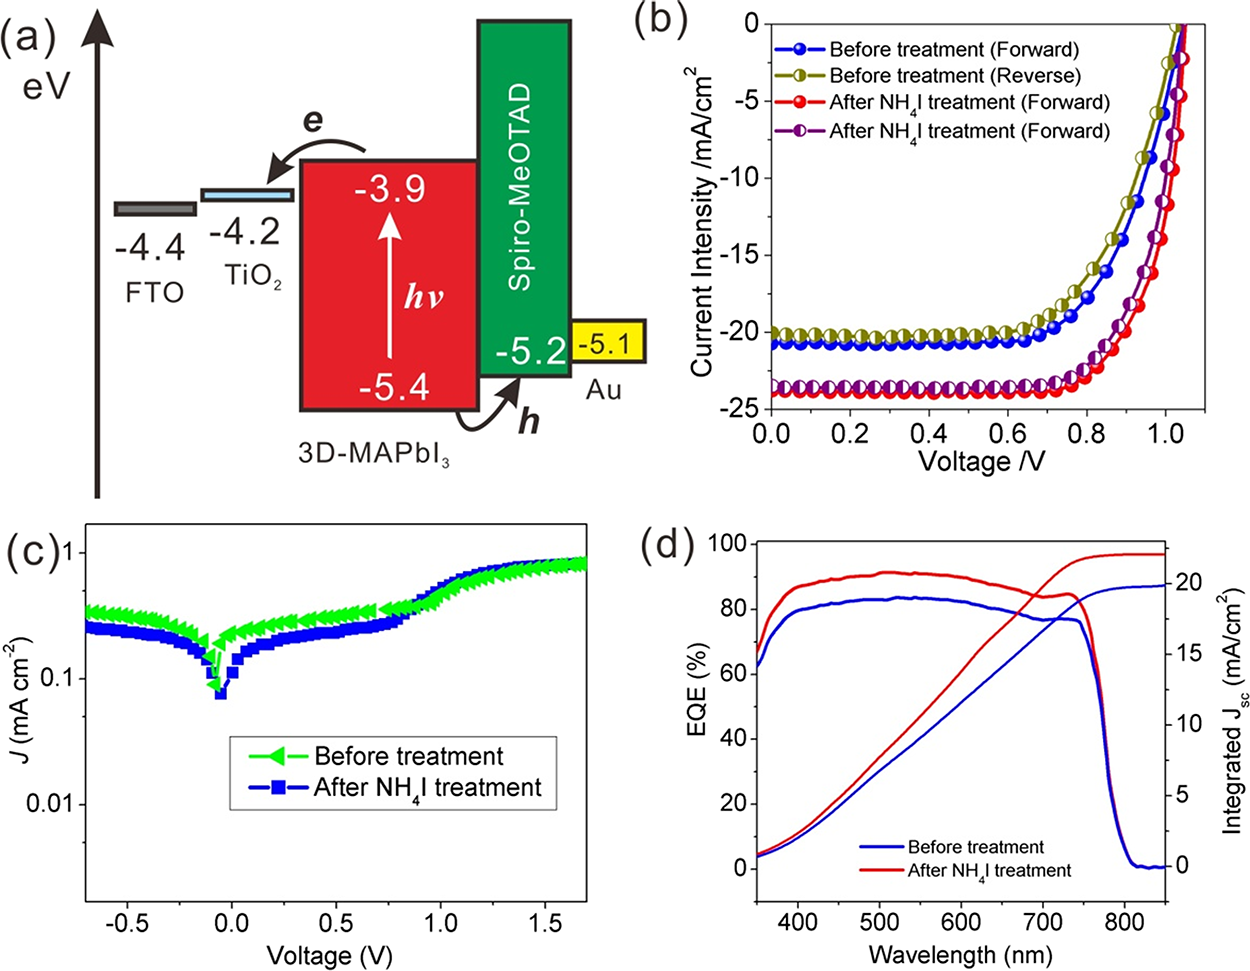 (a)
eV
e
-3.9
hν
-5.4
3D-MAPbI₃
-4.4
FTO
-4.2
TiO₂
Spiro-MeOTAD
-5.2
-5.1
Au
h
(b)
Before treatment (Forward)
Before treatment (Reverse)
After NH₄I treatment (Forward)
After NH₄I treatment (Forward)
Current Intensity /mA/cm²
0
-5
-10
-15
-20
-25
0.0 0.2 0.4 0.6 0.8 1.0
Voltage /V
(c)
J (mA cm⁻²)
1
0.1
0.01
Before treatment
After NH₄I treatment
-0.5 0.0 0.5 1.0 1.5
Voltage (V)
(d)
EQE (%)
100
80
60
40
20
0
Before treatment
After NH₄I treatment
400 500 600 700 800
Wavelength (nm)
20
15
10
5
0
Integrated Jsc (mA/cm²)